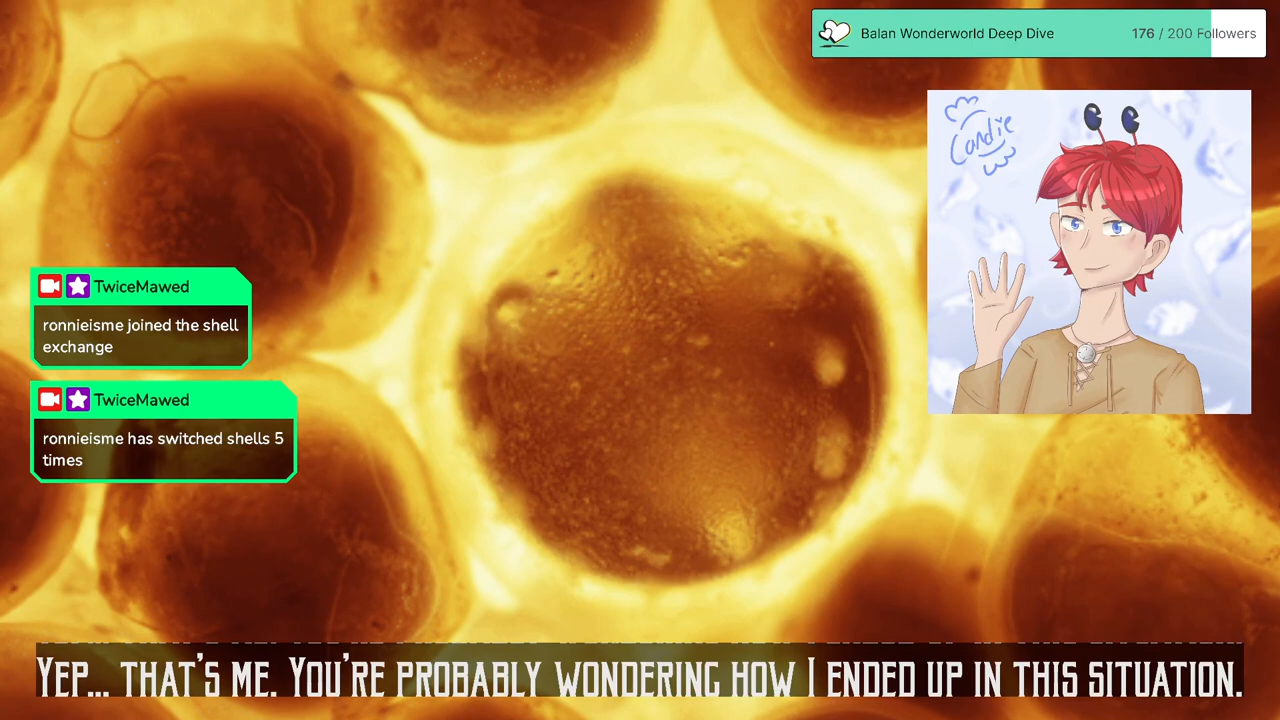 Balan Wonderworld Deep Dive 176 / 200 Followers
Candie
TwiceMawed
ronnieisme joined the shell
exchange
TwiceMawed
ronnieisme has switched shells 5
times
Yep... that's me. You're probably wondering how I ended up in this situation.